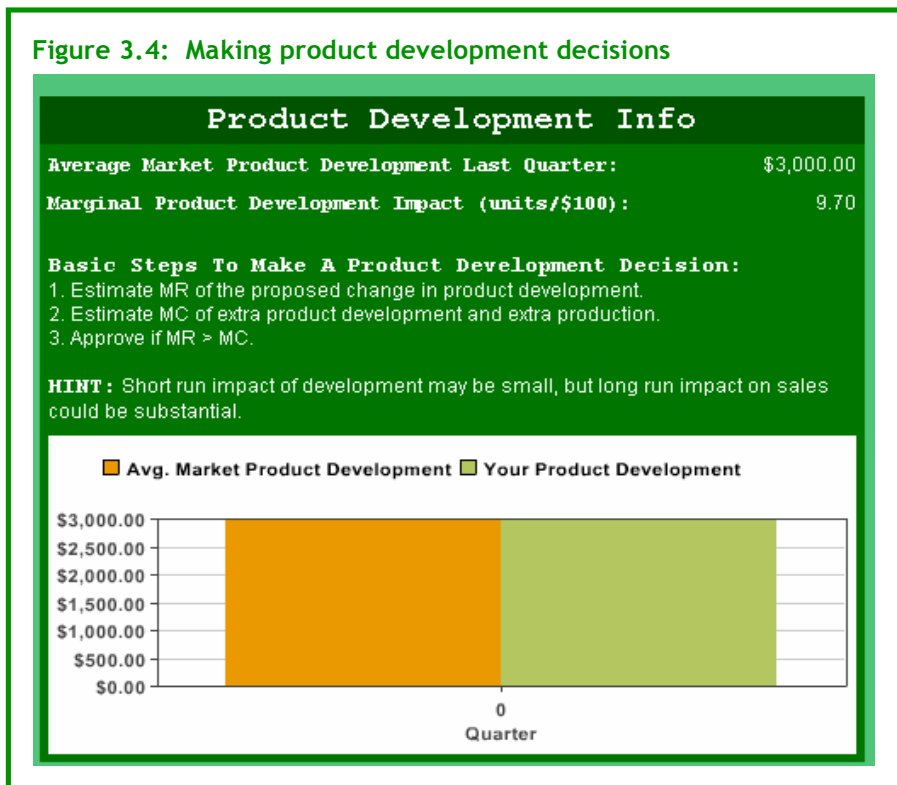 Figure 3.4: Making product development decisions
Product Development Info
Average Market Product Development Last Quarter: $3,000.00
Marginal Product Development Impact (units/$100): 9.70
Basic Steps To Make A Product Development Decision:
1. Estimate MR of the proposed change in product development.
2. Estimate MC of extra product development and extra production.
3. Approve if MR > MC.
HINT: Short run impact of development may be small, but long run impact on sales
could be substantial.
Avg. Market Product Development Your Product Development
$3,000.00
$2,500.00
$2,000.00
$1,500.00
$1,000.00
$500.00
$0.00
0
Quarter